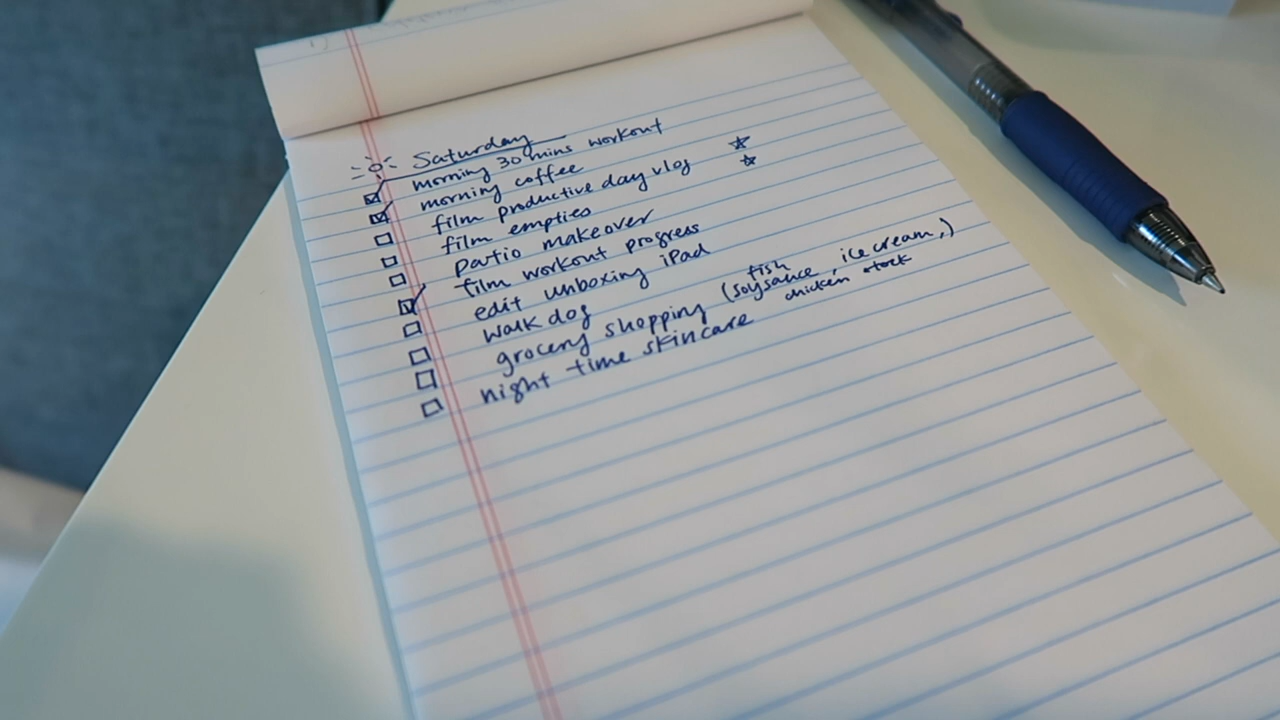 Saturday
morning 30 mins workout
morning coffee
film productive day vlog
film empties
patio makeover
film workout progress
edit unboxing iPad
walk dog
fish
grocery shopping (soysauce, ice cream,)
chicken stock
night time skincare